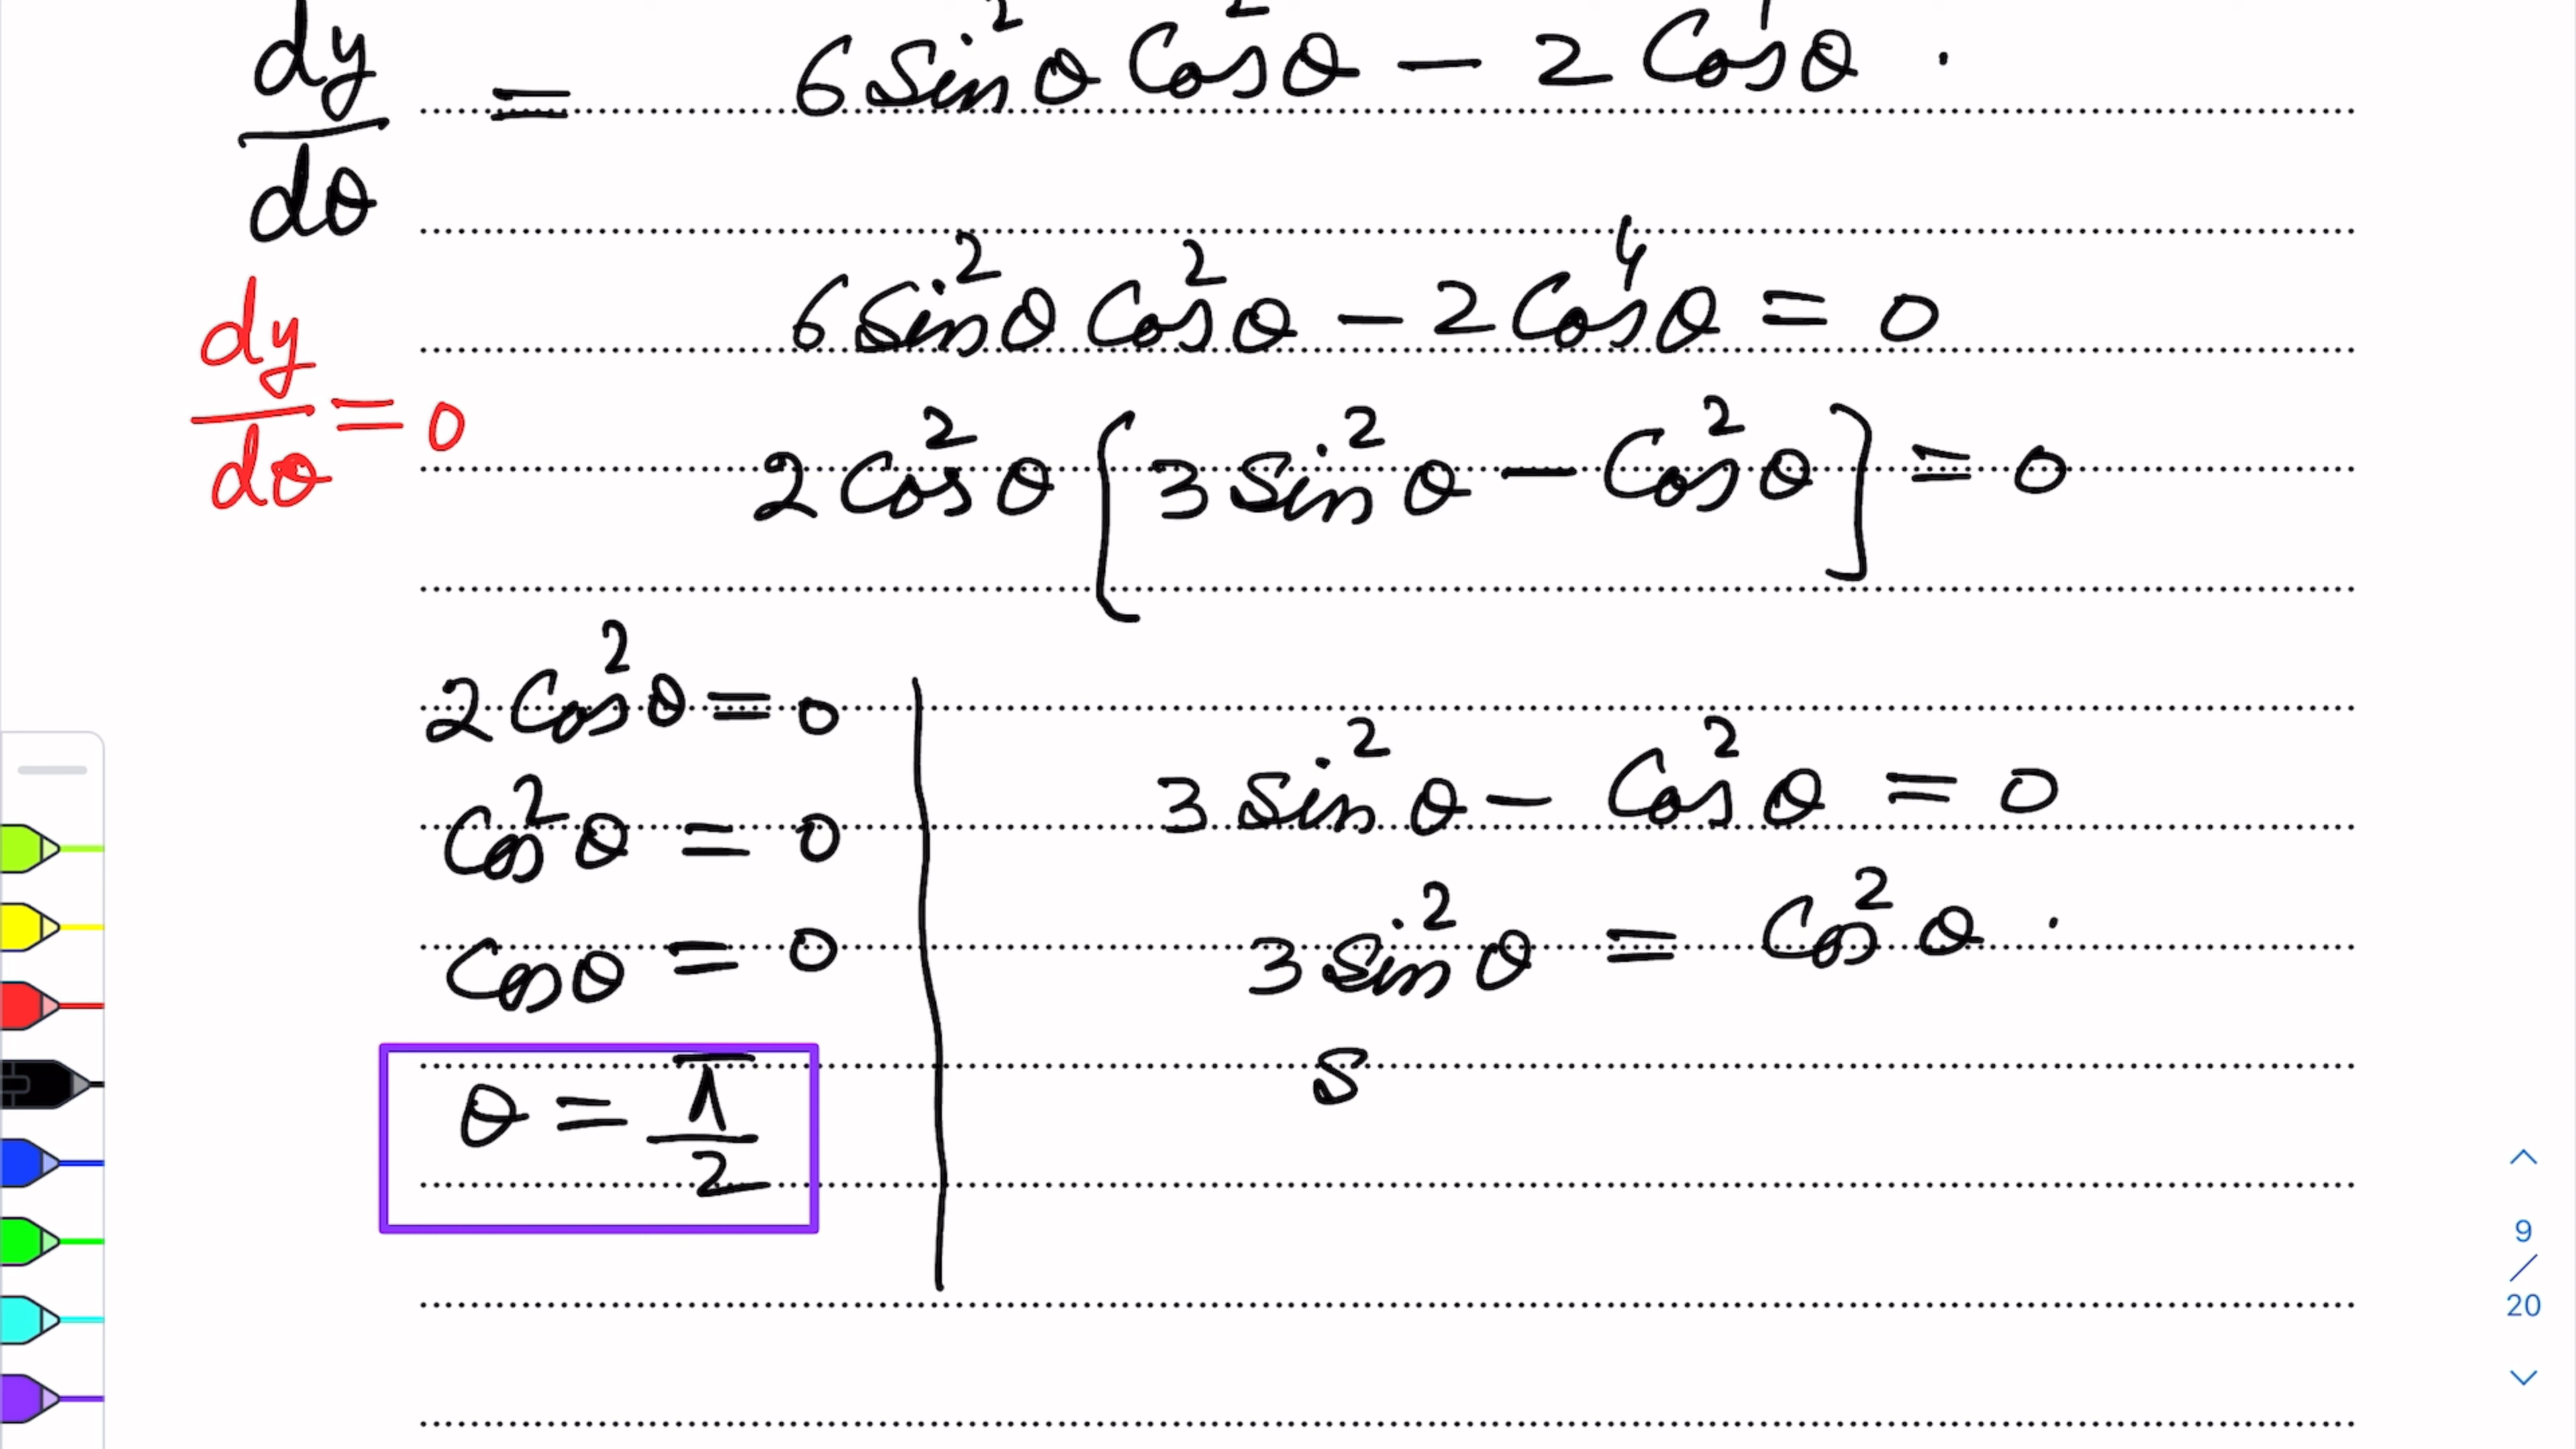 dy/dθ = 6 Sin²θ Cos²θ − 2 Cos⁴θ .
6 Sin²θ Cos²θ − 2 Cos⁴θ = 0
dy/dθ = 0
2 Cos²θ [3 Sin²θ − Cos²θ] = 0
2 Cos²θ = 0
Cos²θ = 0
Cosθ = 0
θ = π/2
3 Sin²θ − Cos²θ = 0
3 Sin²θ = Cos²θ .
S
9
/
20